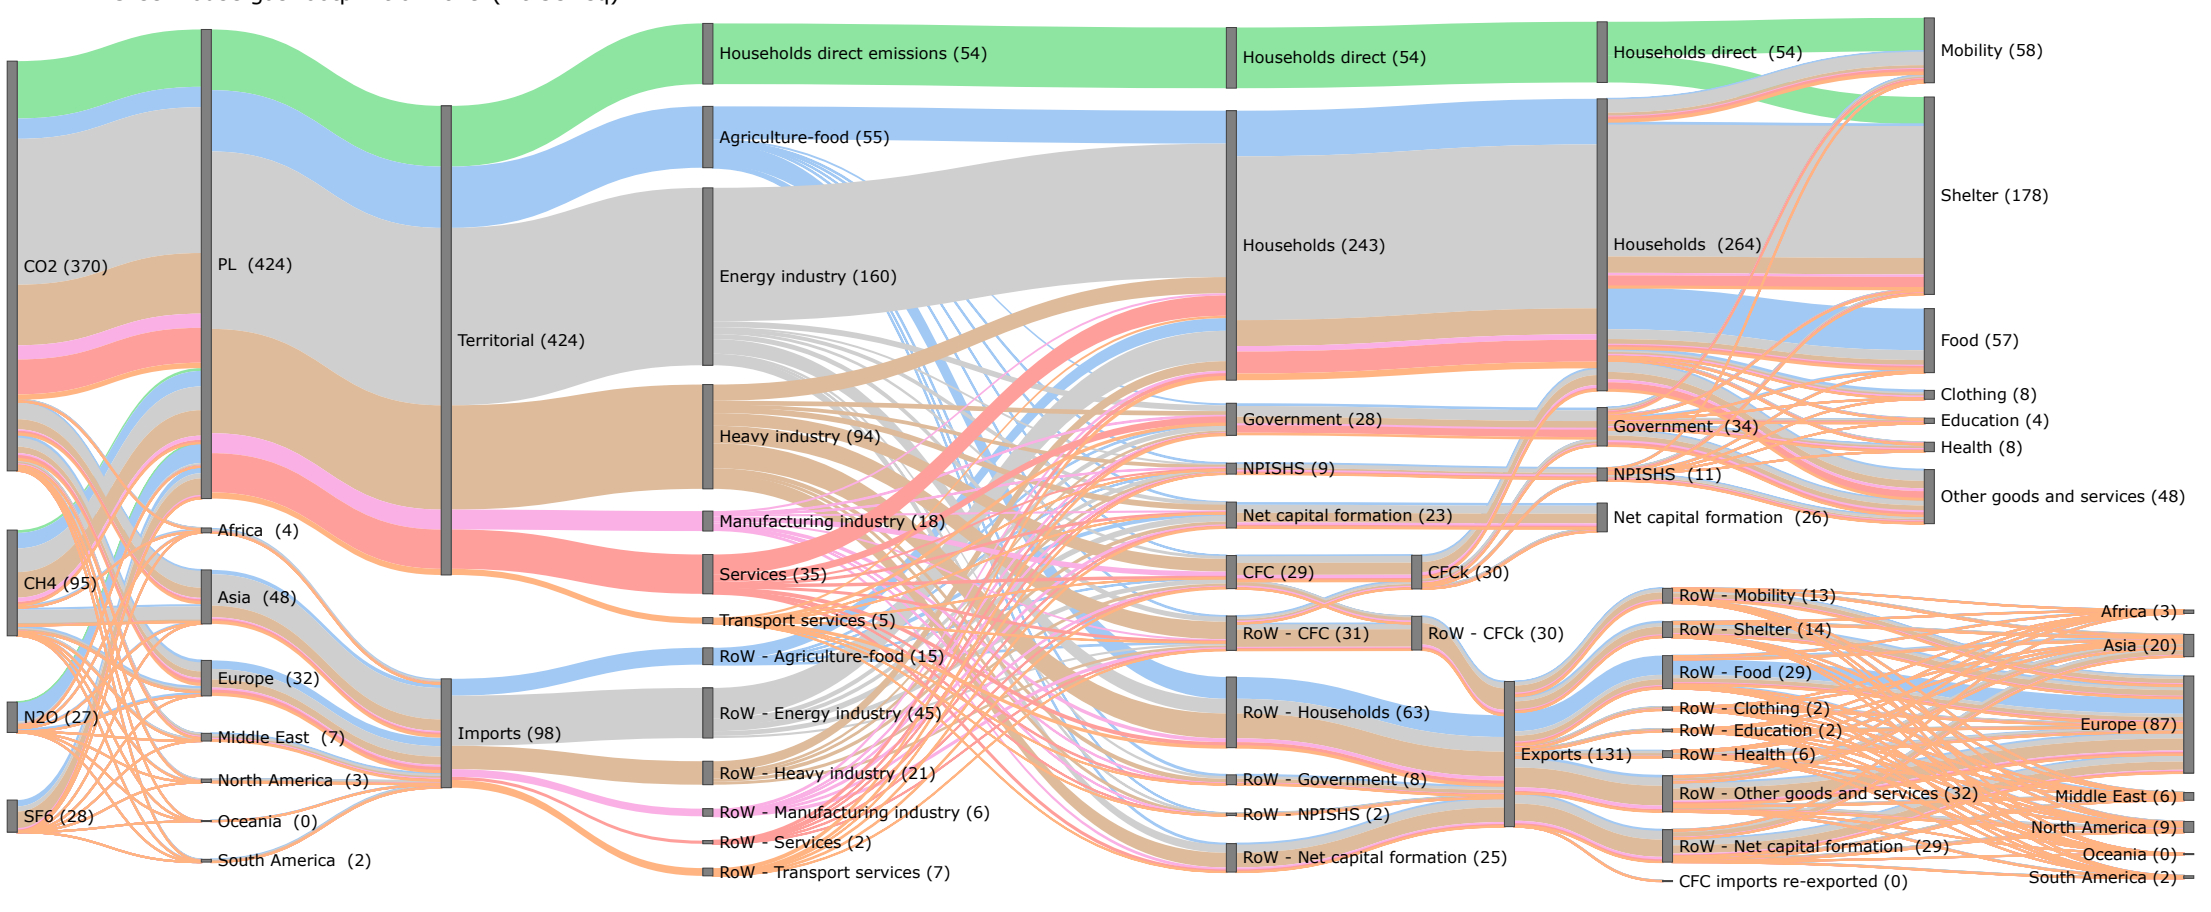 CO2 (370)
CH4 (95)
N2O (27)
SF6 (28)
PL (424)
Africa (4)
Asia (48)
Europe (32)
Middle East (7)
North America (3)
Oceania (0)
South America (2)
Territorial (424)
Imports (98)
Households direct emissions (54)
Agriculture-food (55)
Energy industry (160)
Heavy industry (94)
Manufacturing industry (18)
Services (35)
Transport services (5)
RoW - Agriculture-food (15)
RoW - Energy industry (45)
RoW - Heavy industry (21)
RoW - Manufacturing industry (6)
RoW - Services (2)
RoW - Transport services (7)
Households direct (54)
Households (243)
Government (28)
NPISHS (9)
Net capital formation (23)
CFC (29)
RoW - CFC (31)
RoW - Households (63)
RoW - Government (8)
RoW - NPISHS (2)
RoW - Net capital formation (25)
CFCk (30)
RoW - CFCk (30)
Exports (131)
Households direct (54)
Households (264)
Government (34)
NPISHS (11)
Net capital formation (26)
RoW - Mobility (13)
RoW - Shelter (14)
RoW - Food (29)
RoW - Clothing (2)
RoW - Education (2)
RoW - Health (6)
RoW - Other goods and services (32)
RoW - Net capital formation (29)
CFC imports re-exported (0)
Mobility (58)
Shelter (178)
Food (57)
Clothing (8)
Education (4)
Health (8)
Other goods and services (48)
Africa (3)
Asia (20)
Europe (87)
Middle East (6)
North America (9)
Oceania (0)
South America (2)